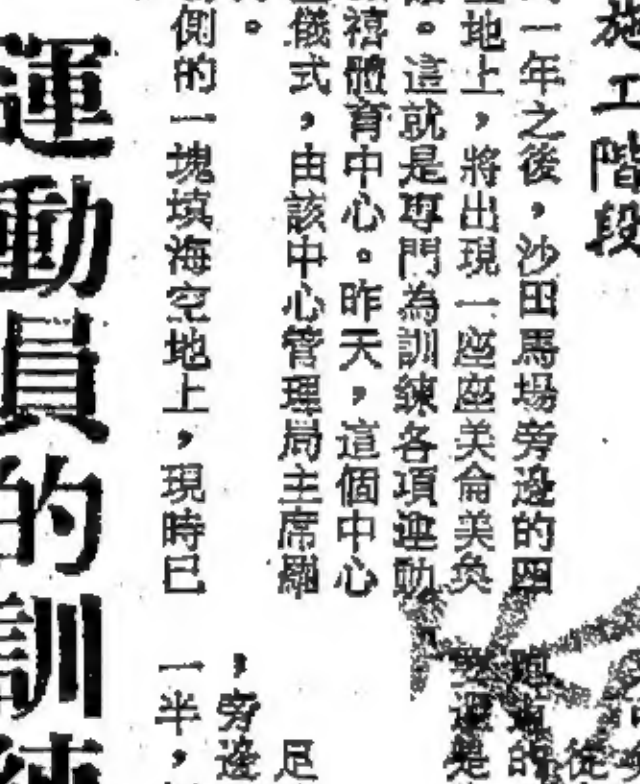 施工階段
一年之後，沙田馬場旁邊的四
地上，將出現一座座美侖美奐
。這就是專門為訓練各項運動
禧體育中心。昨天，這個中心
儀式，由該中心管理局主席
。
側的一塊填海空地上，現時已
運動員的訓練
的
是
足
，旁邊
一半，